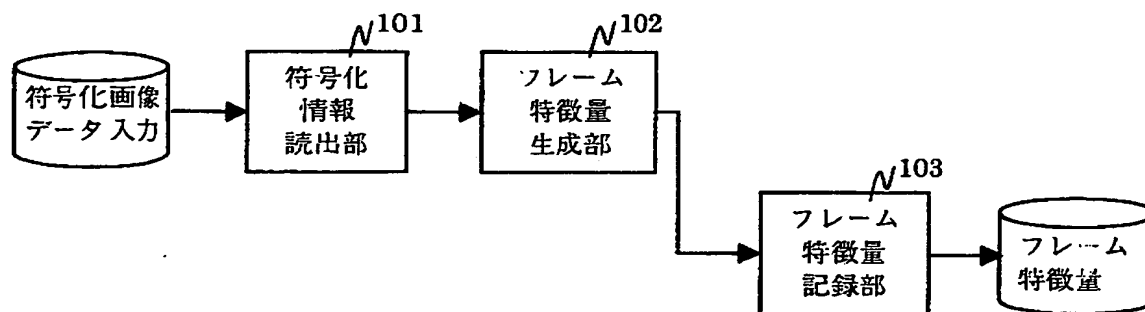 101
102
符号化画像
データ入力
符号化
情報
読出部
フレーム
特徴量
生成部
103
フレーム
特徴量
記録部
フレーム
特徴量